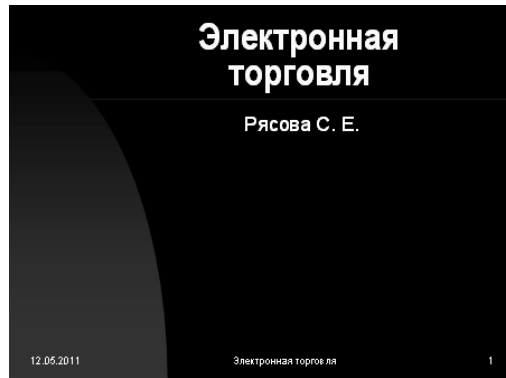 Электронная
торговля
Рясова С. Е.
12.05.2011 Электронная торговля 1